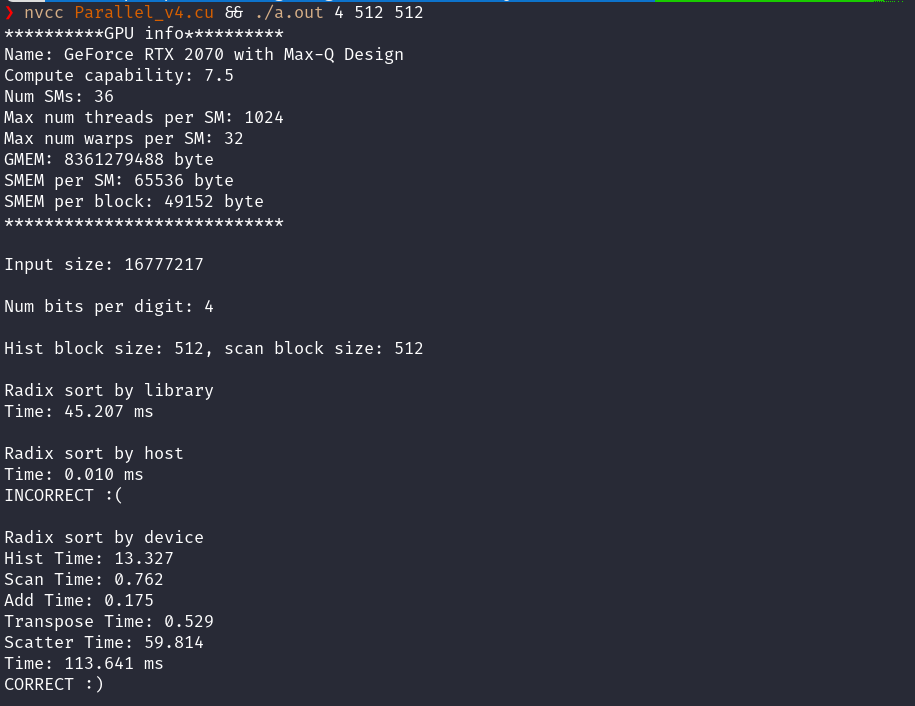 ❯ nvcc Parallel_v4.cu && ./a.out 4 512 512
**********GPU info**********
Name: GeForce RTX 2070 with Max-Q Design
Compute capability: 7.5
Num SMs: 36
Max num threads per SM: 1024
Max num warps per SM: 32
GMEM: 8361279488 byte
SMEM per SM: 65536 byte
SMEM per block: 49152 byte
****************************
Input size: 16777217
Num bits per digit: 4
Hist block size: 512, scan block size: 512
Radix sort by library
Time: 45.207 ms
Radix sort by host
Time: 0.010 ms
INCORRECT :(
Radix sort by device
Hist Time: 13.327
Scan Time: 0.762
Add Time: 0.175
Transpose Time: 0.529
Scatter Time: 59.814
Time: 113.641 ms
CORRECT :)